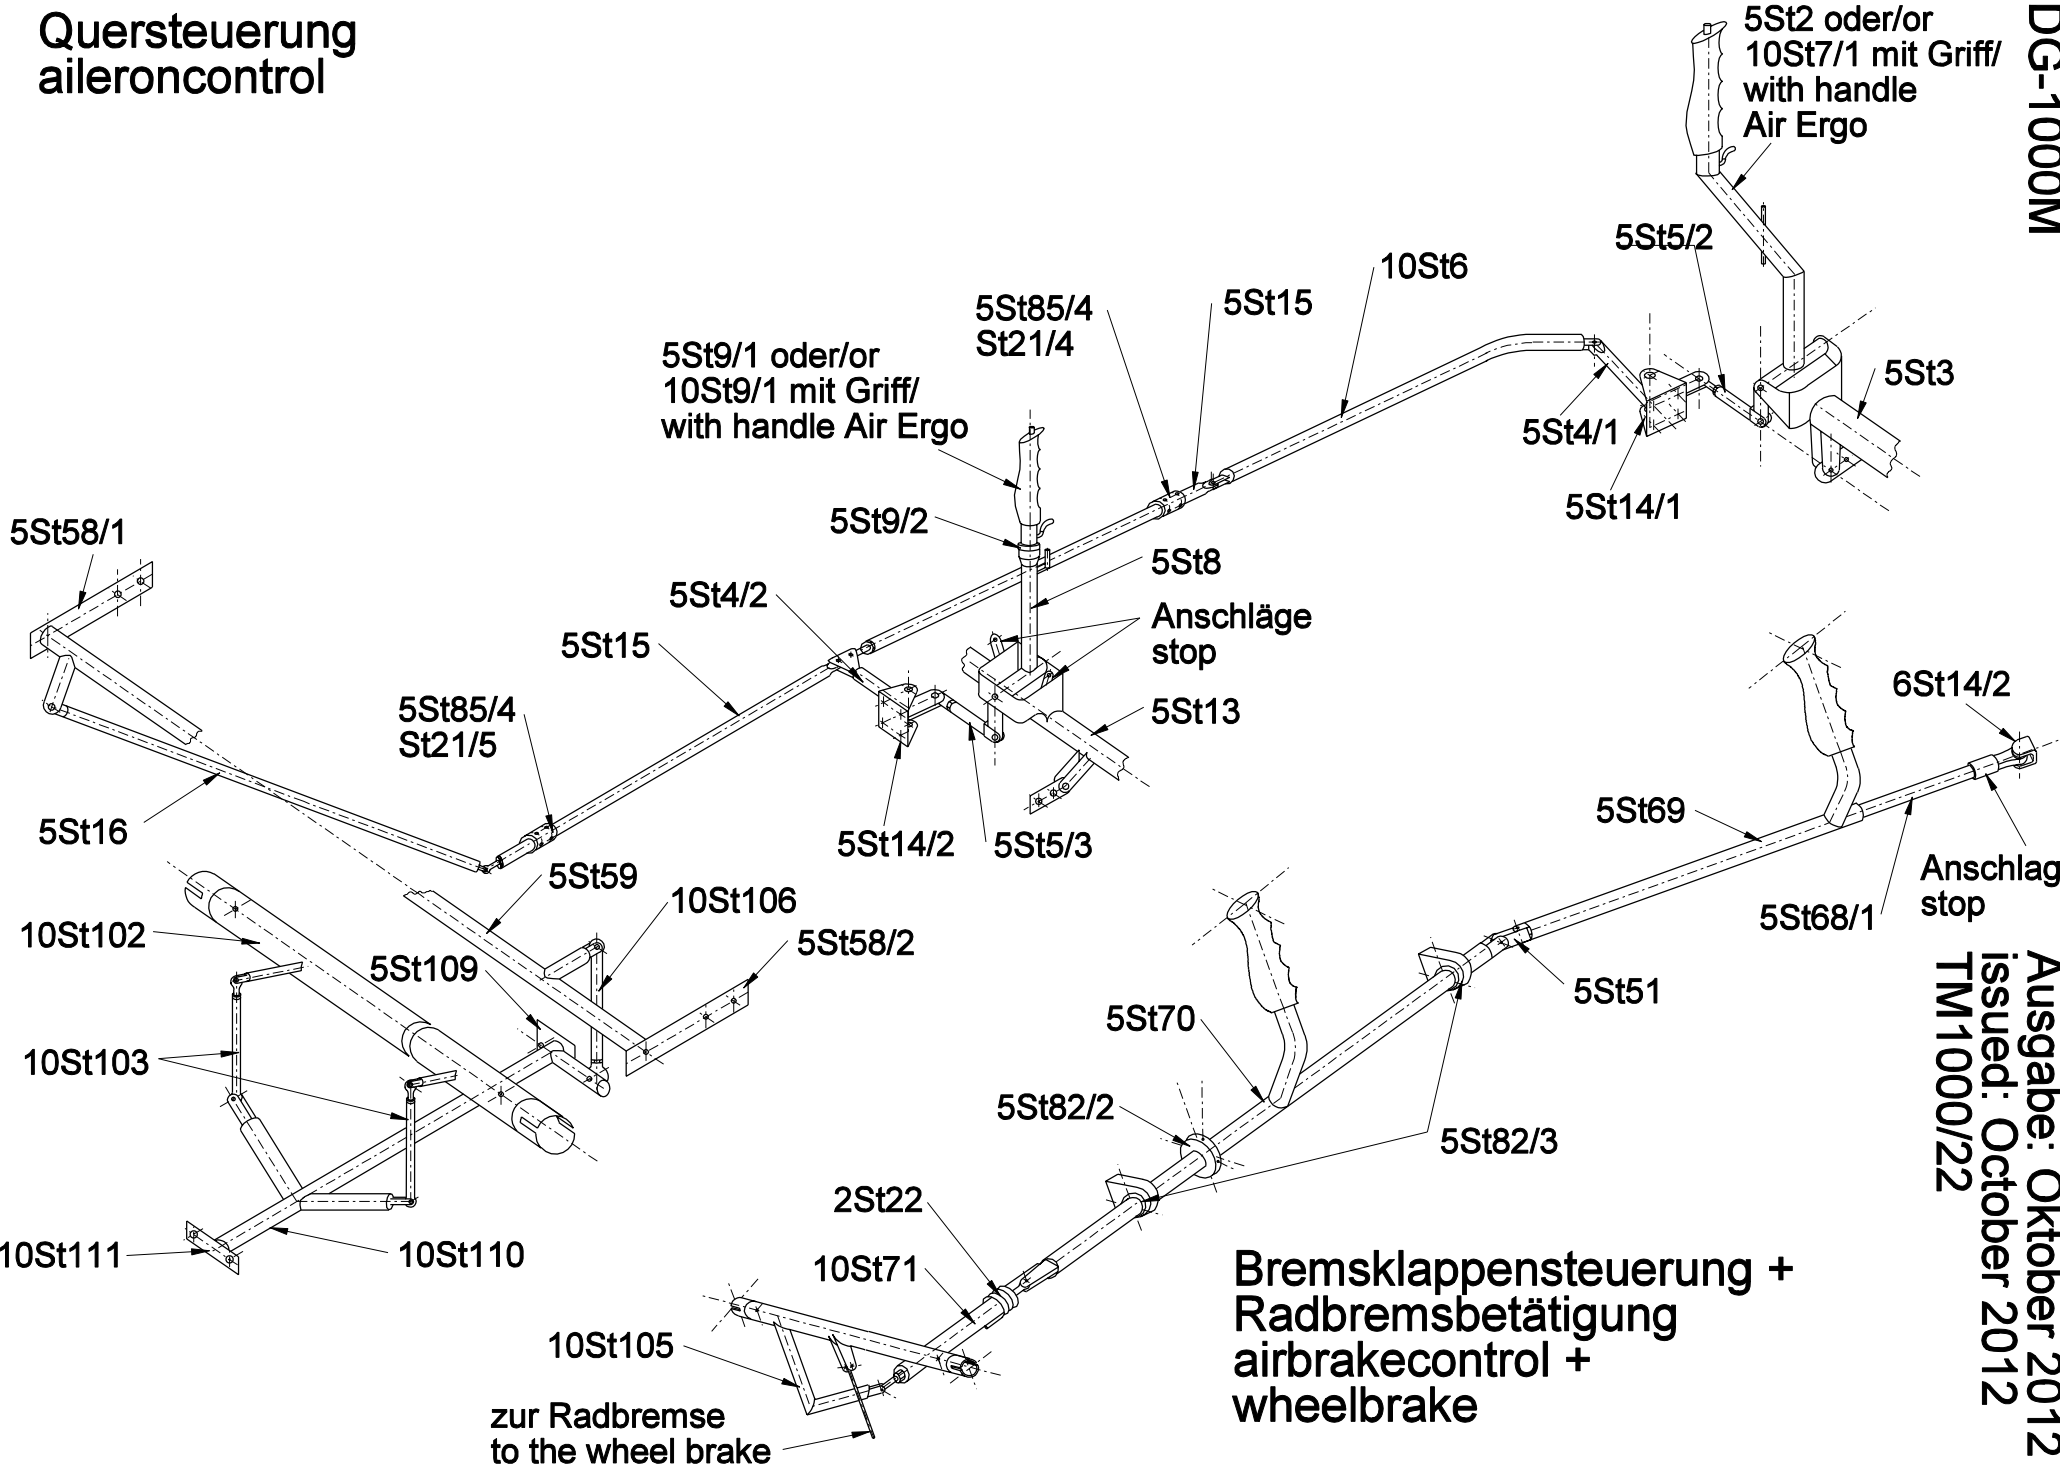 Quersteuerung
aileroncontrol
5St2 oder/or
10St7/1 mit Griff/
with handle
Air Ergo
DG-1000M
5St5/2
10St6
5St85/4
St21/4
5St15
5St9/1 oder/or
10St9/1 mit Griff/
with handle Air Ergo
5St3
5St4/1
5St14/1
5St9/2
5St58/1
5St8
5St4/2
Anschläge
stop
5St15
5St13
6St14/2
5St85/4
St21/5
5St16
5St14/2
5St5/3
5St69
Anschlag
stop
5St68/1
5St59
10St106
5St58/2
10St102
5St109
5St51
5St70
10St103
5St82/2
5St82/3
2St22
10St71
10St111
10St110
10St105
zur Radbremse
to the wheel brake
Bremsklappensteuerung +
Radbremsbetätigung
airbrakecontrol +
wheelbrake
Ausgabe: Oktober 2012
issued: October 2012
TM1000/22